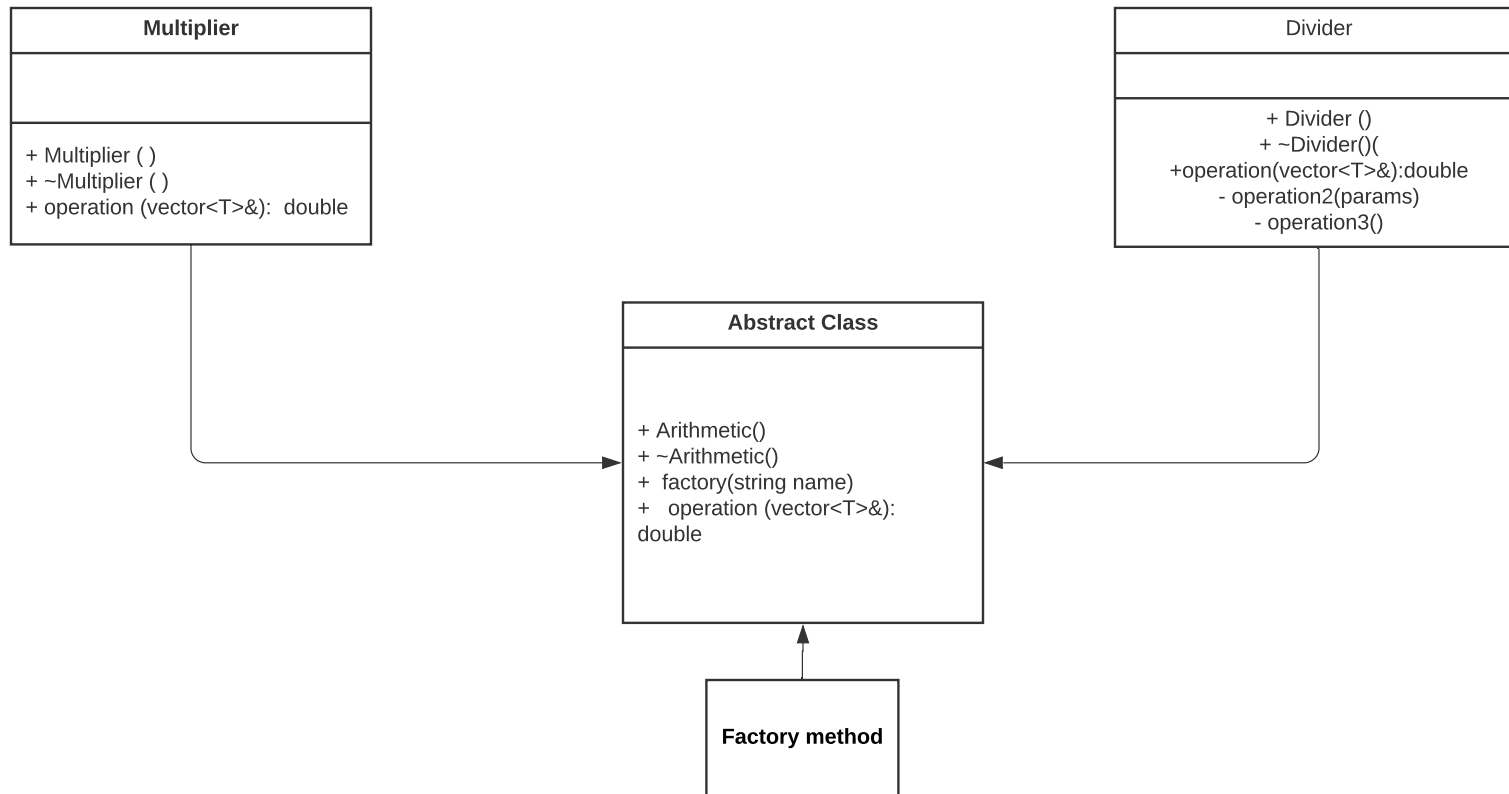 Multiplier
+ Multiplier ( )
+ ~Multiplier ( )
+ operation (vector<T>&):  double
Divider
+ Divider ()
+ ~Divider()(
+operation(vector<T>&):double
- operation2(params)
- operation3()
Abstract Class
+ Arithmetic()
+ ~Arithmetic()
+  factory(string name)
+   operation (vector<T>&):
double
Factory method